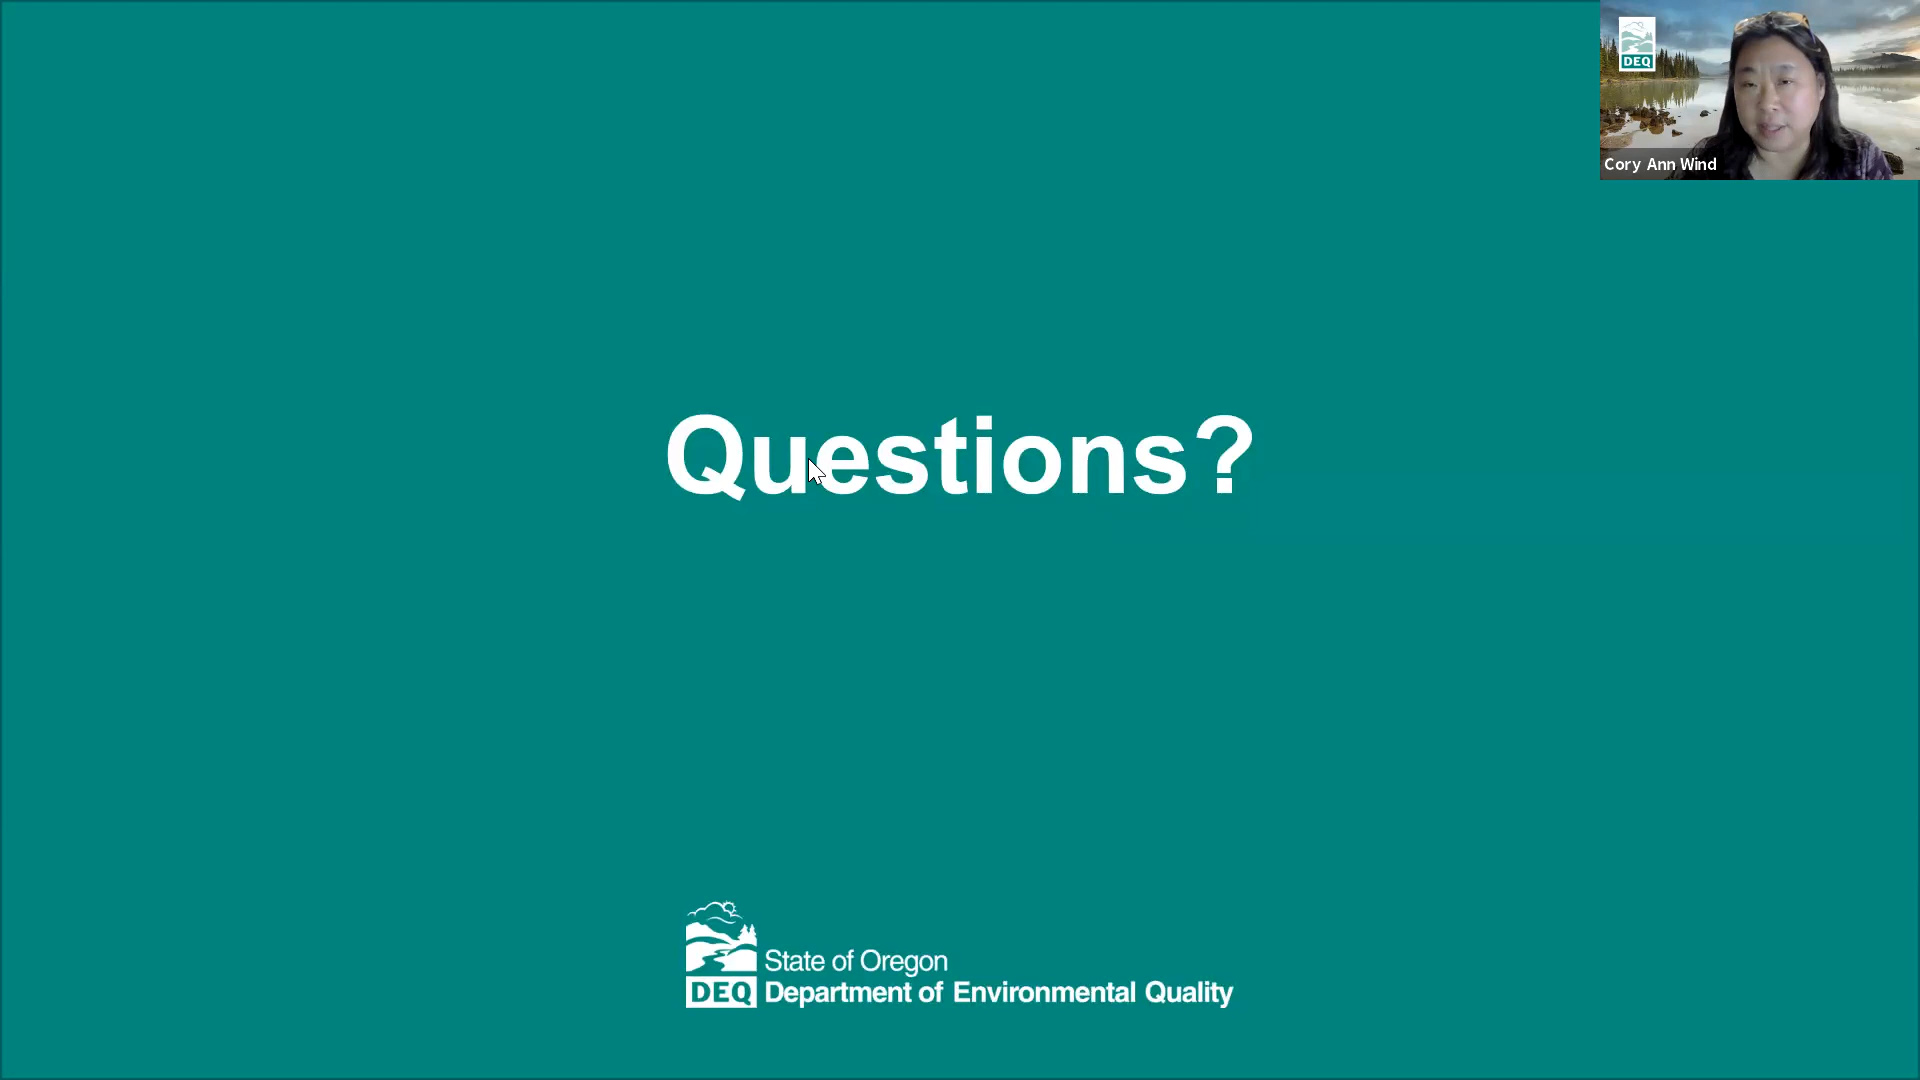 DEQ
Cory Ann Wind
Questions?
State of Oregon
DEQ Department of Environmental Quality